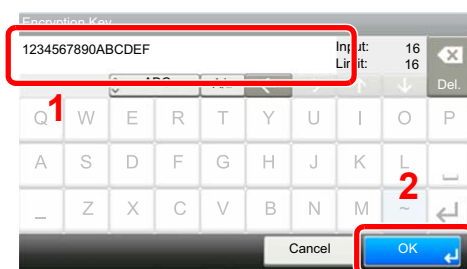 Encryption Key
1234567890ABCDEF
Input: 16
Limit: 16
Del.
1
Q W E R T Y U I O P
A S D F G H J K L
2
_ Z X C V B N M ~
Cancel
OK